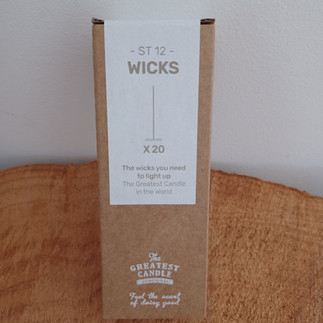 - ST 12 -
WICKS
X 20
The wicks you need
to light up
The Greatest Candle
in the World
The
GREATEST
CANDLE
Feel the scent
of doing good